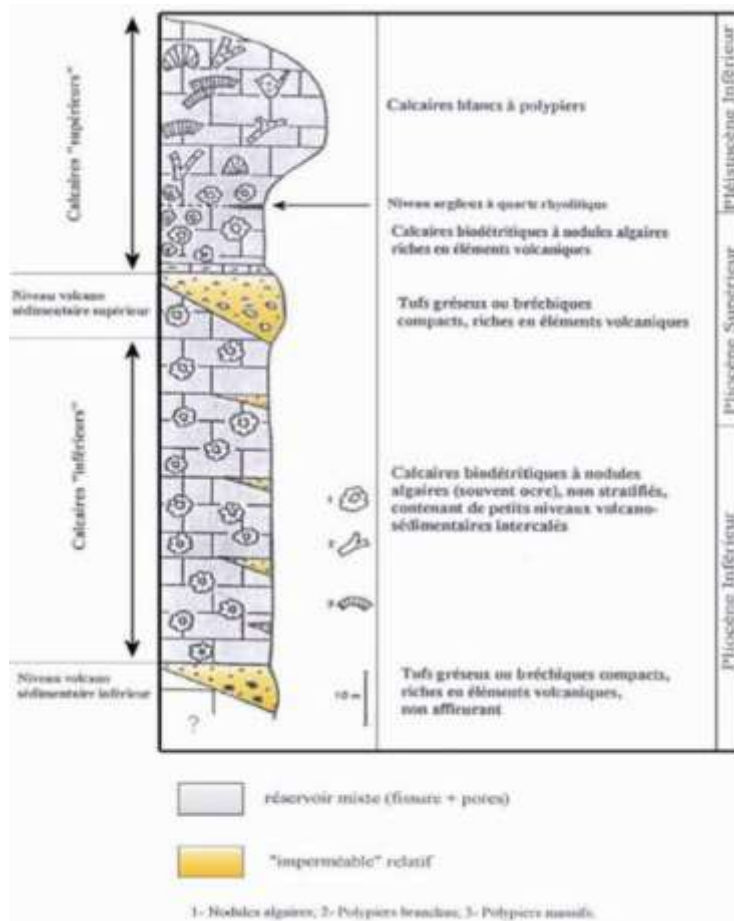 Calcaires "supérieurs"
Calcaires blancs à polypiers
Pléistocène Inférieur
Niveau argileux à quartz rhyolitique
Calcaires biodétritiques à nodules algaires
riches en éléments volcaniques
Niveau volcano
sédimentaire supérieur
Tufs gréseux ou bréchiques
compacts, riches en éléments volcaniques
Pliocène Supérieur
Calcaires "inférieurs"
Calcaires biodétritiques à nodules
algaires (souvent ocre), non stratifiés,
contenant de petits niveaux volcano-
sédimentaires intercalés
1
2
3
Pliocène Inférieur
Niveau volcano
sédimentaire inférieur
Tufs gréseux ou bréchiques compacts,
riches en éléments volcaniques,
non affleurant
10 m
?
réservoir mixte (fissure + pores)
"imperméable" relatif
1- Nodules algaires, 2- Polypiers branchus, 3- Polypiers massifs.